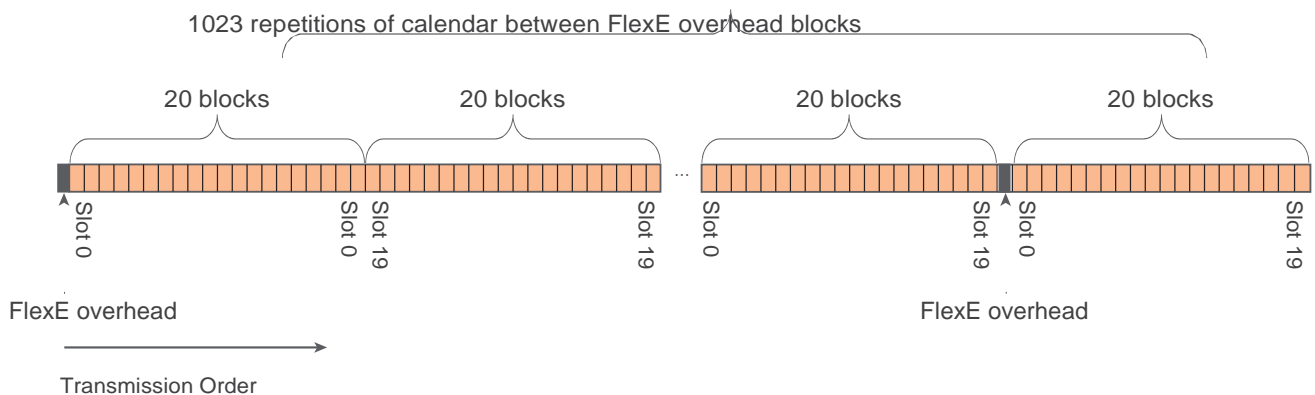 1023 repetitions of calendar between FlexE overhead blocks
20 blocks 20 blocks 20 blocks 20 blocks
...
Slot 0 Slot 0 Slot 19 Slot 19 Slot 0 Slot 19 Slot 0 Slot 19
FlexE overhead FlexE overhead
Transmission Order